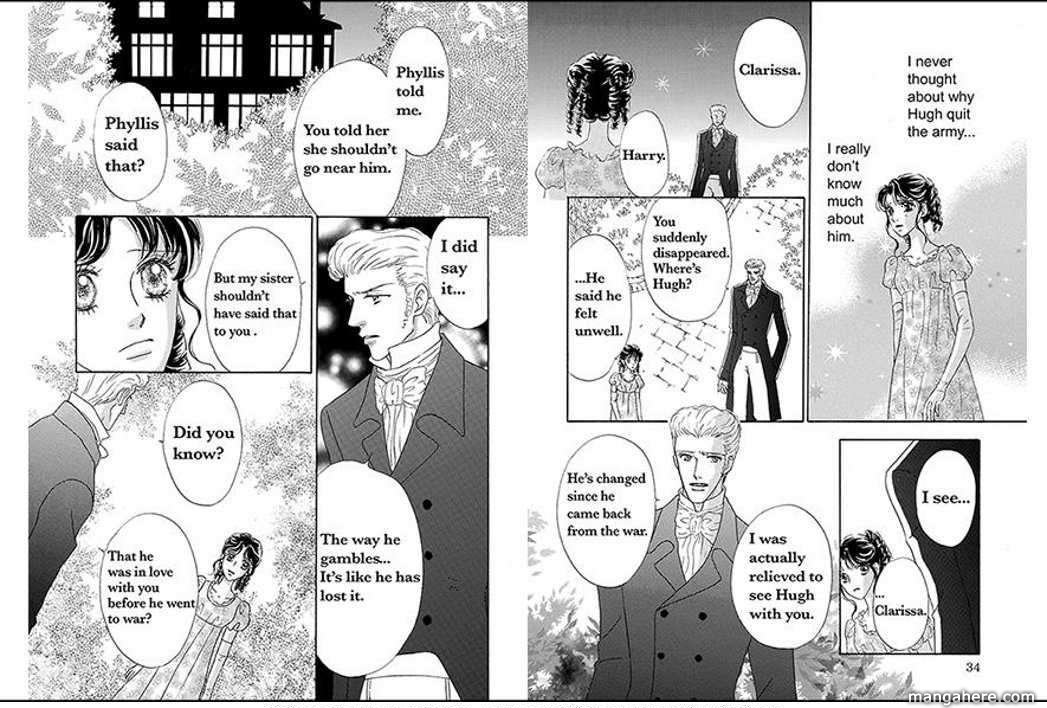 I never
thought
about why
Hugh quit
the army...
I really
don't
know
much
about
him.
Clarissa.
Harry.
You
suddenly
disappeared.
Where's
Hugh?
...He
said he
felt
unwell.
I see...
...
Clarissa.
I was
actually
relieved to
see Hugh
with you.
He's changed
since he
came back
from the war.
34
Phyllis
told
me.
You told her
she shouldn't
go near him.
Phyllis
said
that?
I did
say
it...
The way he
gambles...
It's like he has
lost it.
But my sister
shouldn't
have said that
to you .
Did you
know?
That he
was in love
with you
before he went
to war?
mangahere.com